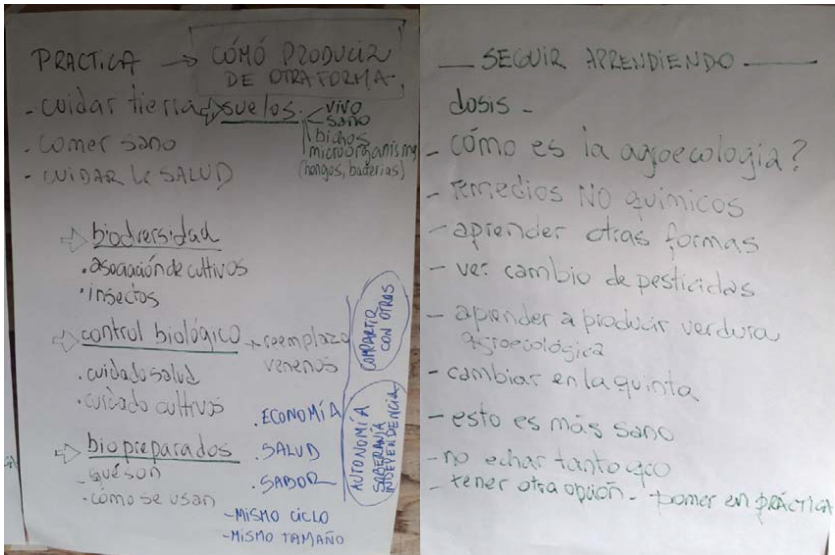 PRACTICA → CÓMÓ PRODUCIR
DE OTRA FORMA
- cuidar tierra ⇒ suelos.
vivo
sano
bichos
microorganismos
(hongos, bacterias)
- comer sano
- CUIDAR la SALUD
⇒ biodiversidad
• asociación de cultivos
• insectos
⇒ control biológico → reemplazo
venenos
• cuidado salud
• cuidado cultivos
⇒ biopreparados
- qué son
- cómo se usan
• ECONOMÍA
• SALUD
• SABOR
- MISMO CICLO
- MISMO TAMAÑO
COMPARTIR
CON OTROS
AUTONOMÍA
SOBERANÍA
INDEPENDENCIA
— SEGUIR APRENDIENDO —
dosis -
- cómo es la agroecología?
- remedios NO químicos
- aprender otras formas
- ver cambio de pesticidas
- aprender a producir verdura
agroecológica
- cambiar en la quinta
- esto es más sano
- no echar tanto
- tener otra opción - poner en PRÁCTICA